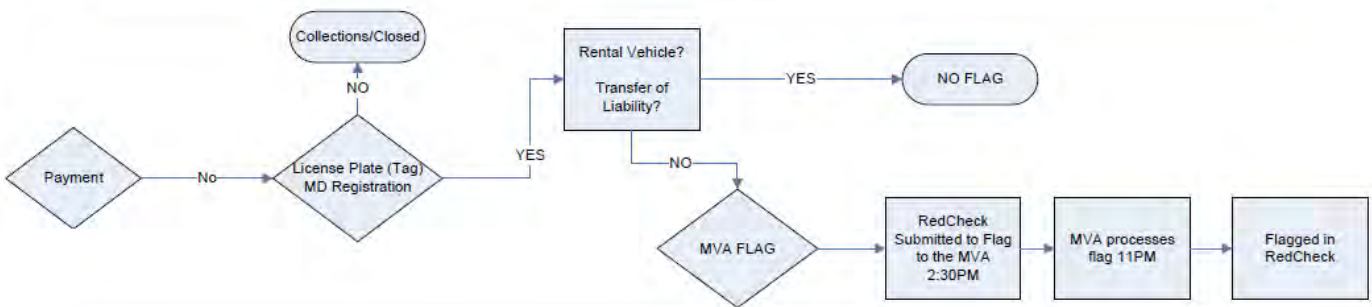 Collections/Closed
NO
Payment
No
License Plate (Tag)
MD Registration
YES
Rental Vehicle?
Transfer of
Liability?
YES
NO FLAG
NO
MVA FLAG
RedCheck
Submitted to Flag
to the MVA
2:30PM
MVA processes
flag 11PM
Flagged in
RedCheck